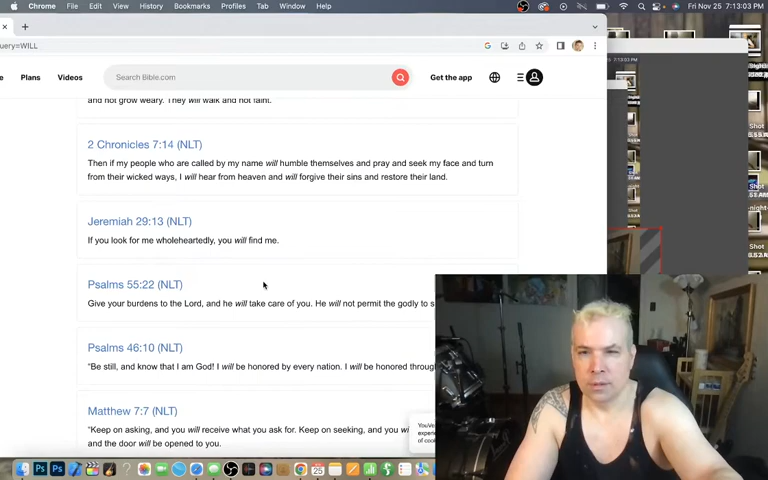 Chrome File Edit View History Bookmarks Profiles Tab Window Help Fri Nov 25 7:13:03 PM
uery=WILL
Plans Videos Search Bible.com Get the app
and not grow weary. They will walk and not faint.
2 Chronicles 7:14 (NLT)
Then if my people who are called by my name will humble themselves and pray and seek my face and turn
from their wicked ways, I will hear from heaven and will forgive their sins and restore their land.
Jeremiah 29:13 (NLT)
If you look for me wholeheartedly, you will find me.
Psalms 55:22 (NLT)
Give your burdens to the Lord, and he will take care of you. He will not permit the godly to s
Psalms 46:10 (NLT)
"Be still, and know that I am God! I will be honored by every nation. I will be honored throug
Matthew 7:7 (NLT)
"Keep on asking, and you will receive what you ask for. Keep on seeking, and you wi
and the door will be opened to you.
You've
experie
of cook
Shot
Shot
Shot